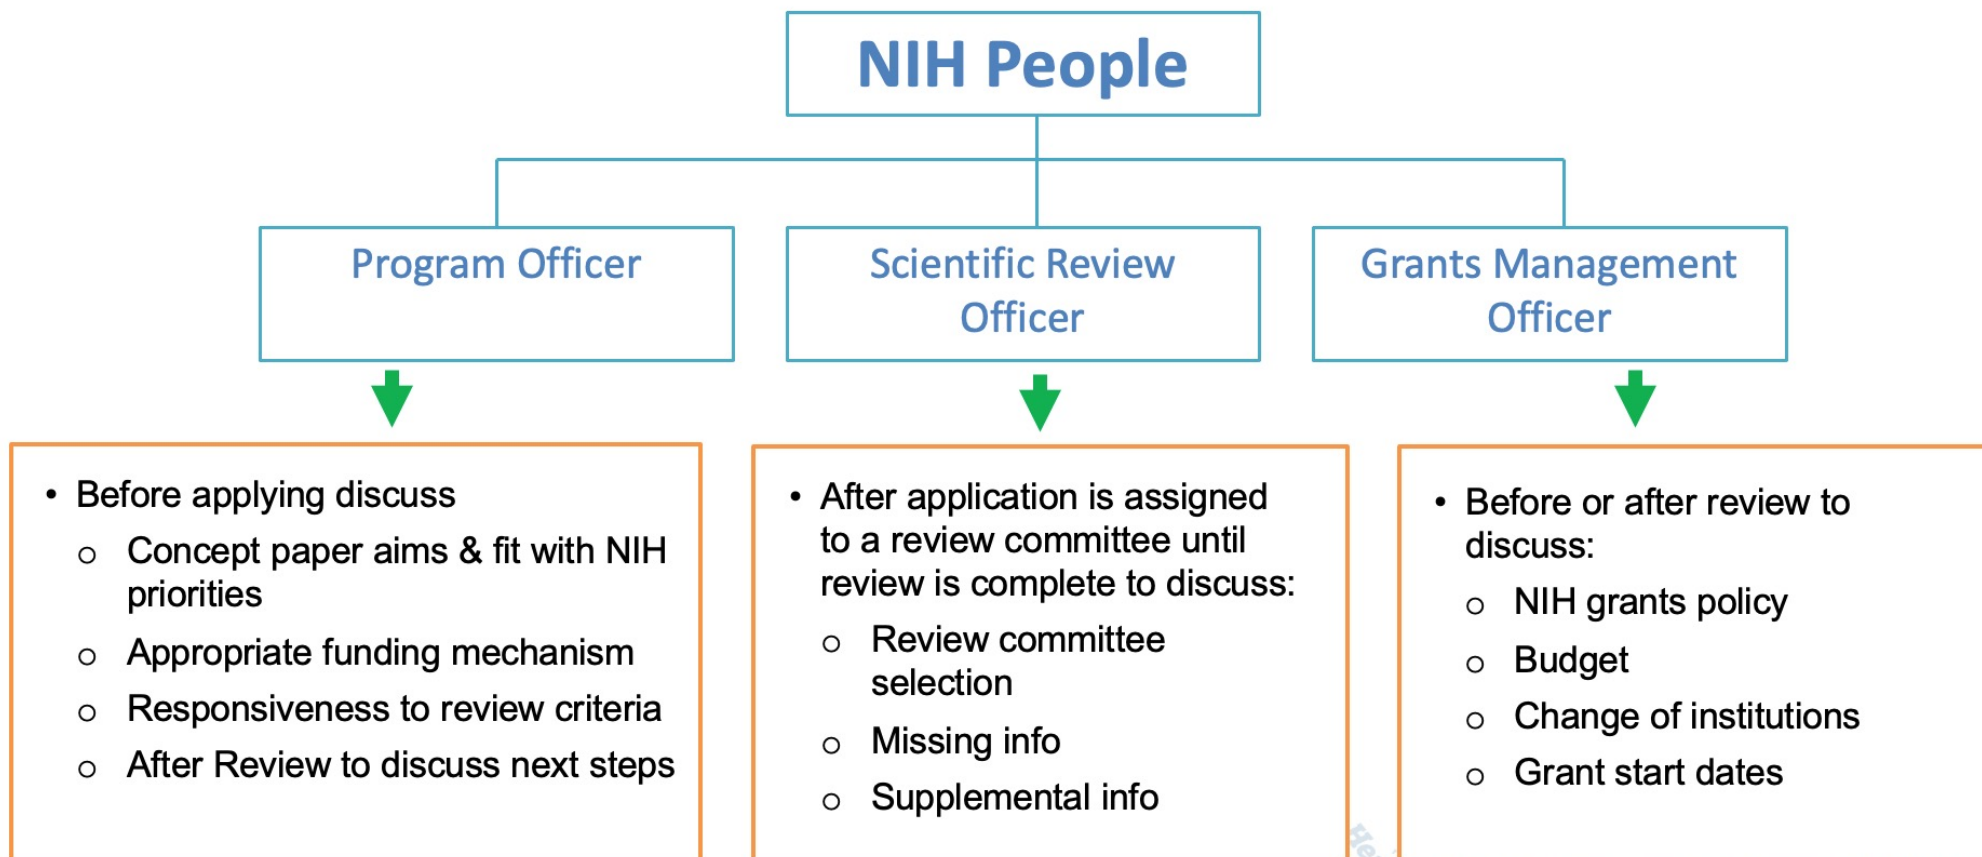 NIH People
Program Officer
Scientific Review
Officer
Grants Management
Officer
• Before applying discuss
o Concept paper aims & fit with NIH
priorities
o Appropriate funding mechanism
o Responsiveness to review criteria
o After Review to discuss next steps
• After application is assigned
to a review committee until
review is complete to discuss:
o Review committee
selection
o Missing info
o Supplemental info
• Before or after review to
discuss:
o NIH grants policy
o Budget
o Change of institutions
o Grant start dates